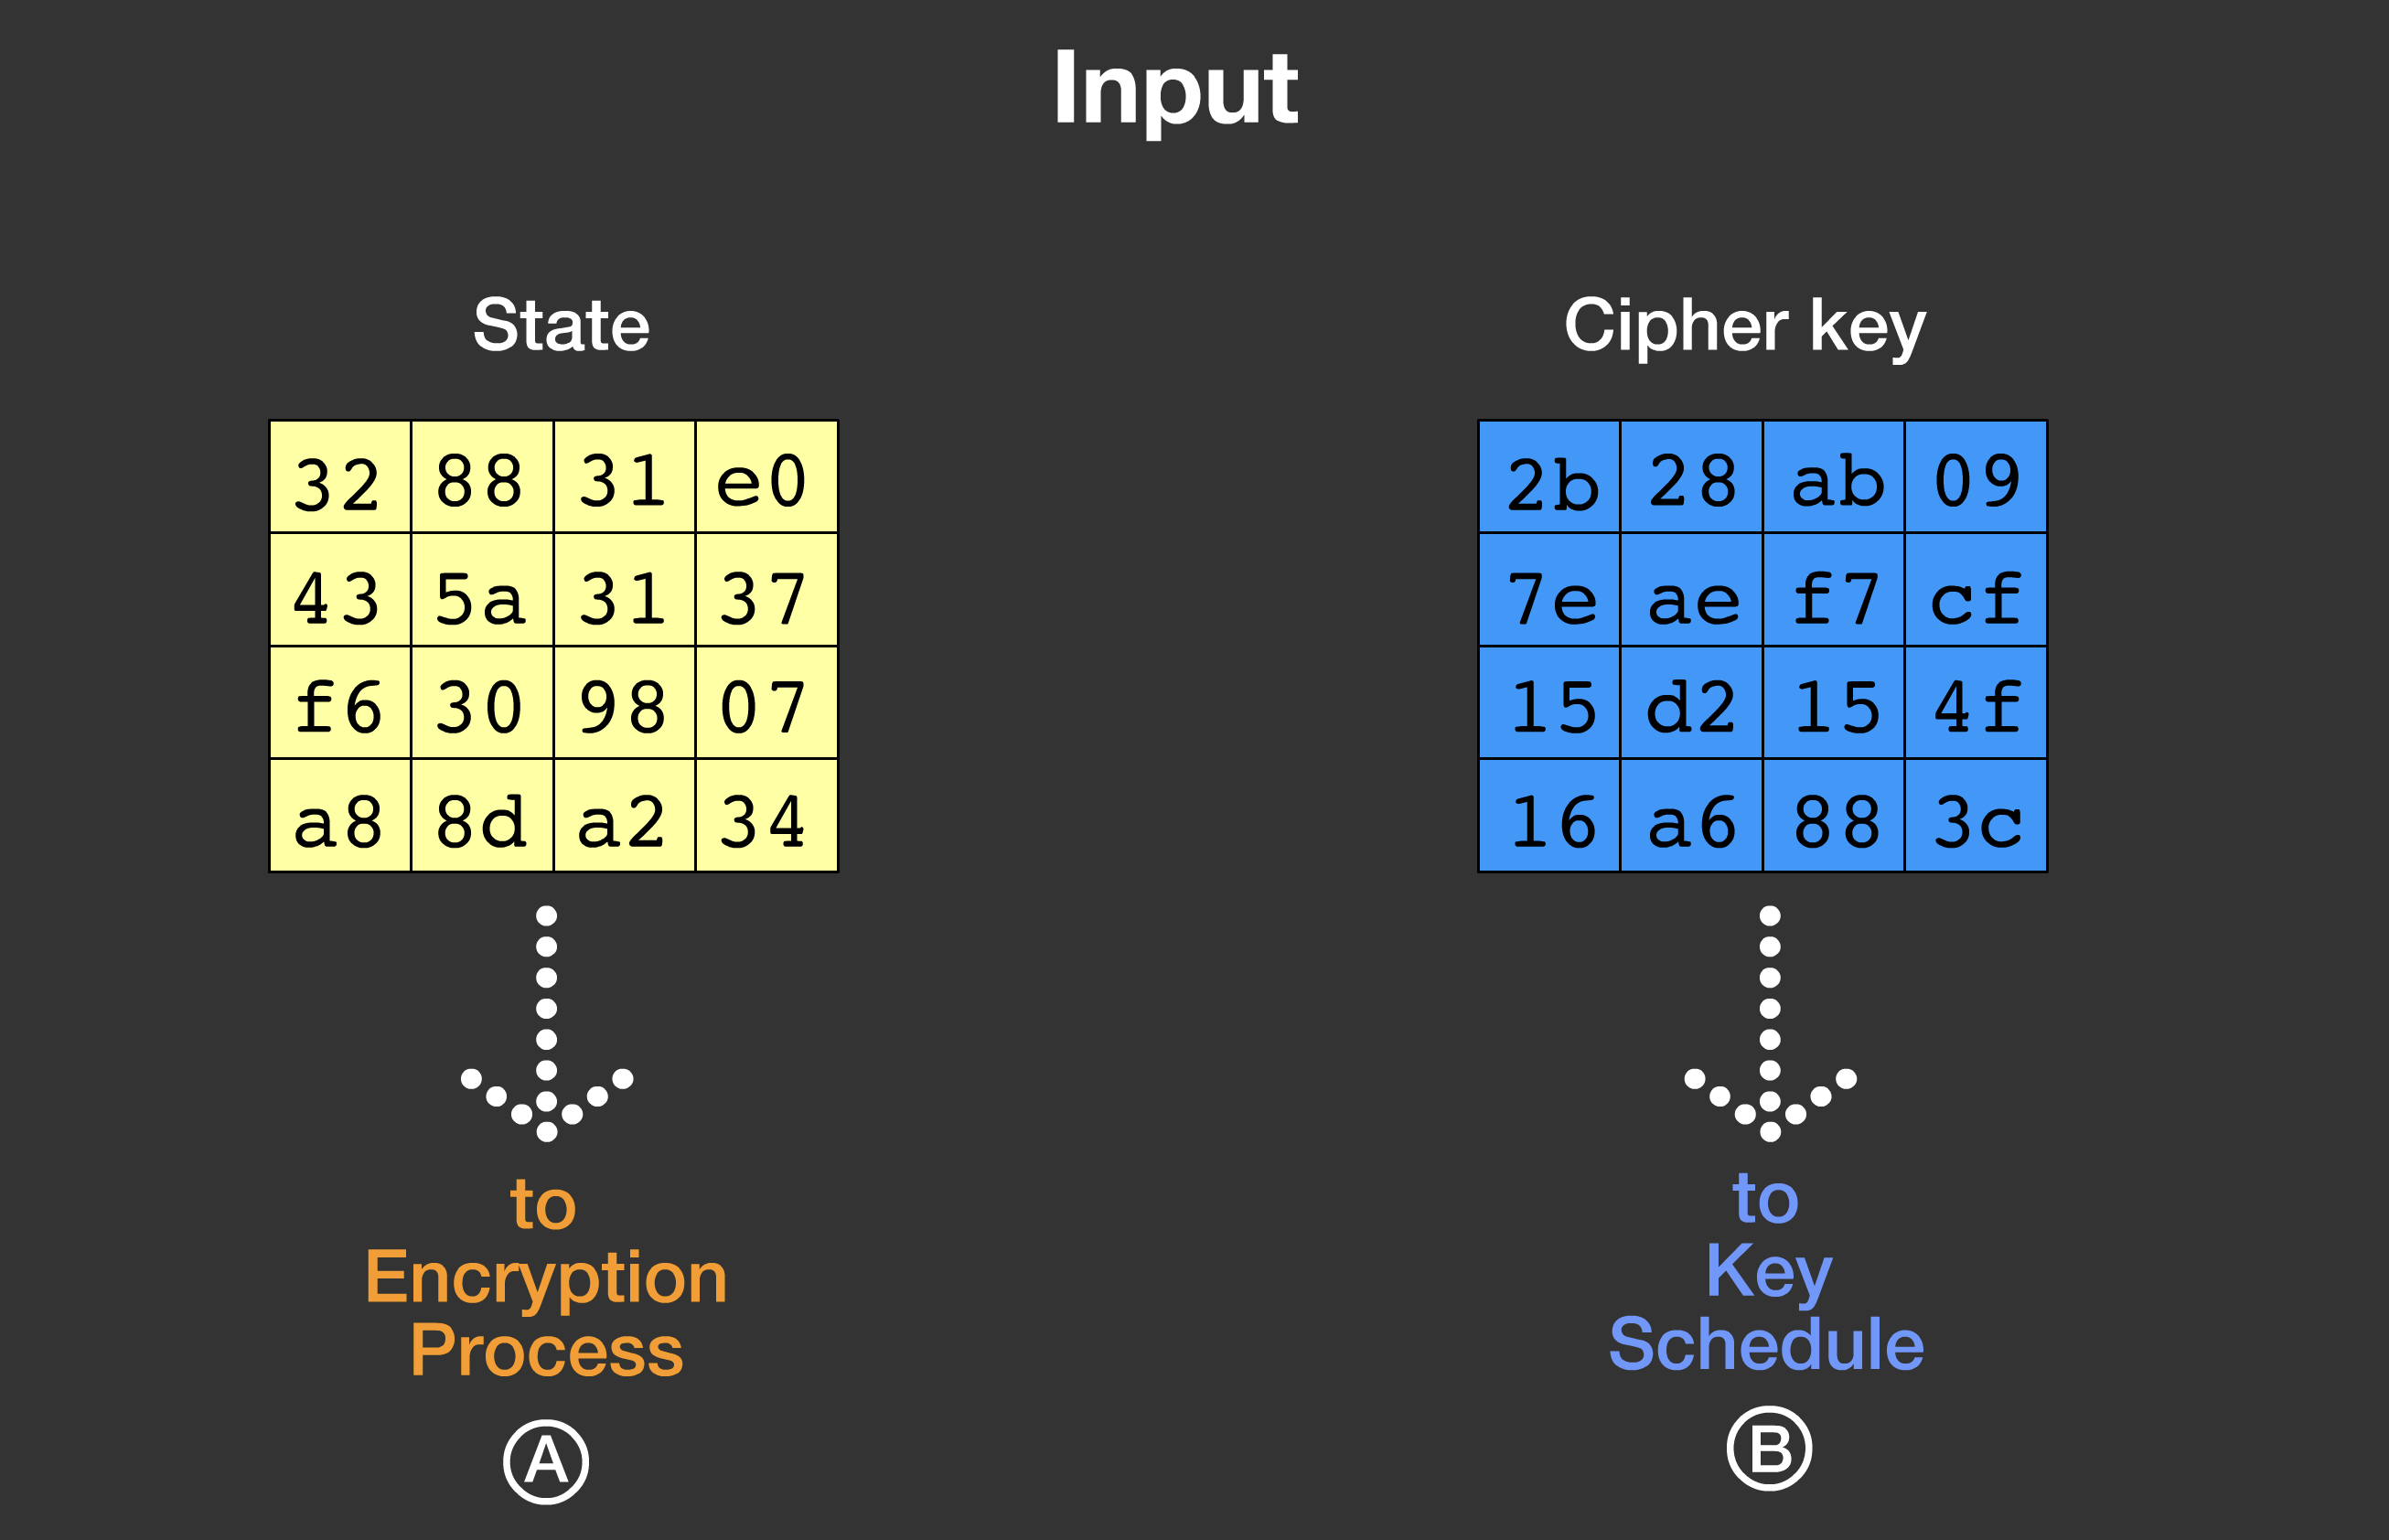 Input
State
32 88 31 e0
43 5a 31 37
f6 30 98 07
a8 8d a2 34
to
Encryption
Process
A
Cipher key
2b 28 ab 09
7e ae f7 cf
15 d2 15 4f
16 a6 88 3c
to
Key
Schedule
B